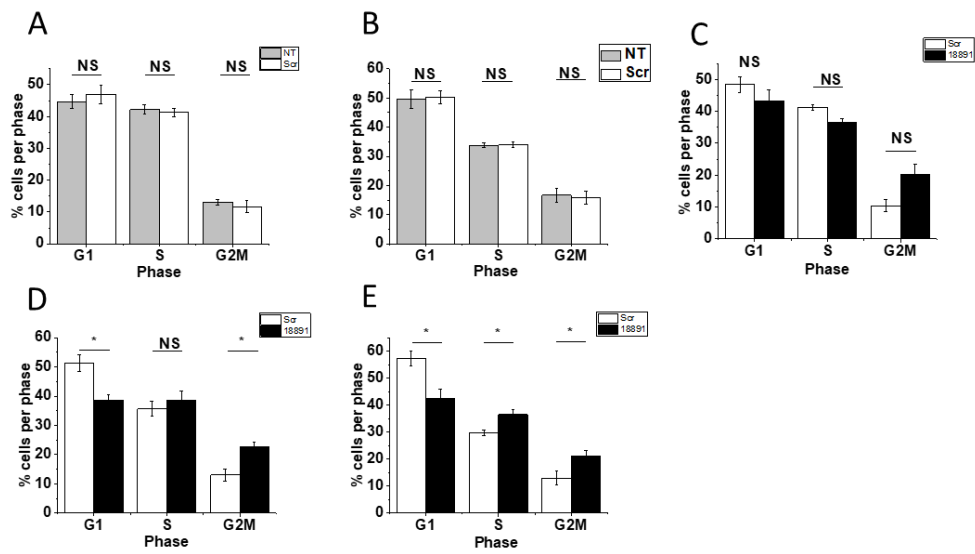 A
NT
Scr
NS NS NS
% cells per phase
50
40
30
20
10
0
G1 S G2M
Phase
B
NT
Scr
NS NS NS
% cells per phase
60
50
40
30
20
10
0
G1 S G2M
Phase
C
Scr
18891
NS NS NS
% cells per phase
50
40
30
20
10
0
G1 S G2M
Phase
D
Scr
18891
* NS *
% cells per phase
60
50
40
30
20
10
0
G1 S G2M
Phase
E
Scr
18891
* * *
% cells per phase
60
50
40
30
20
10
0
G1 S G2M
Phase